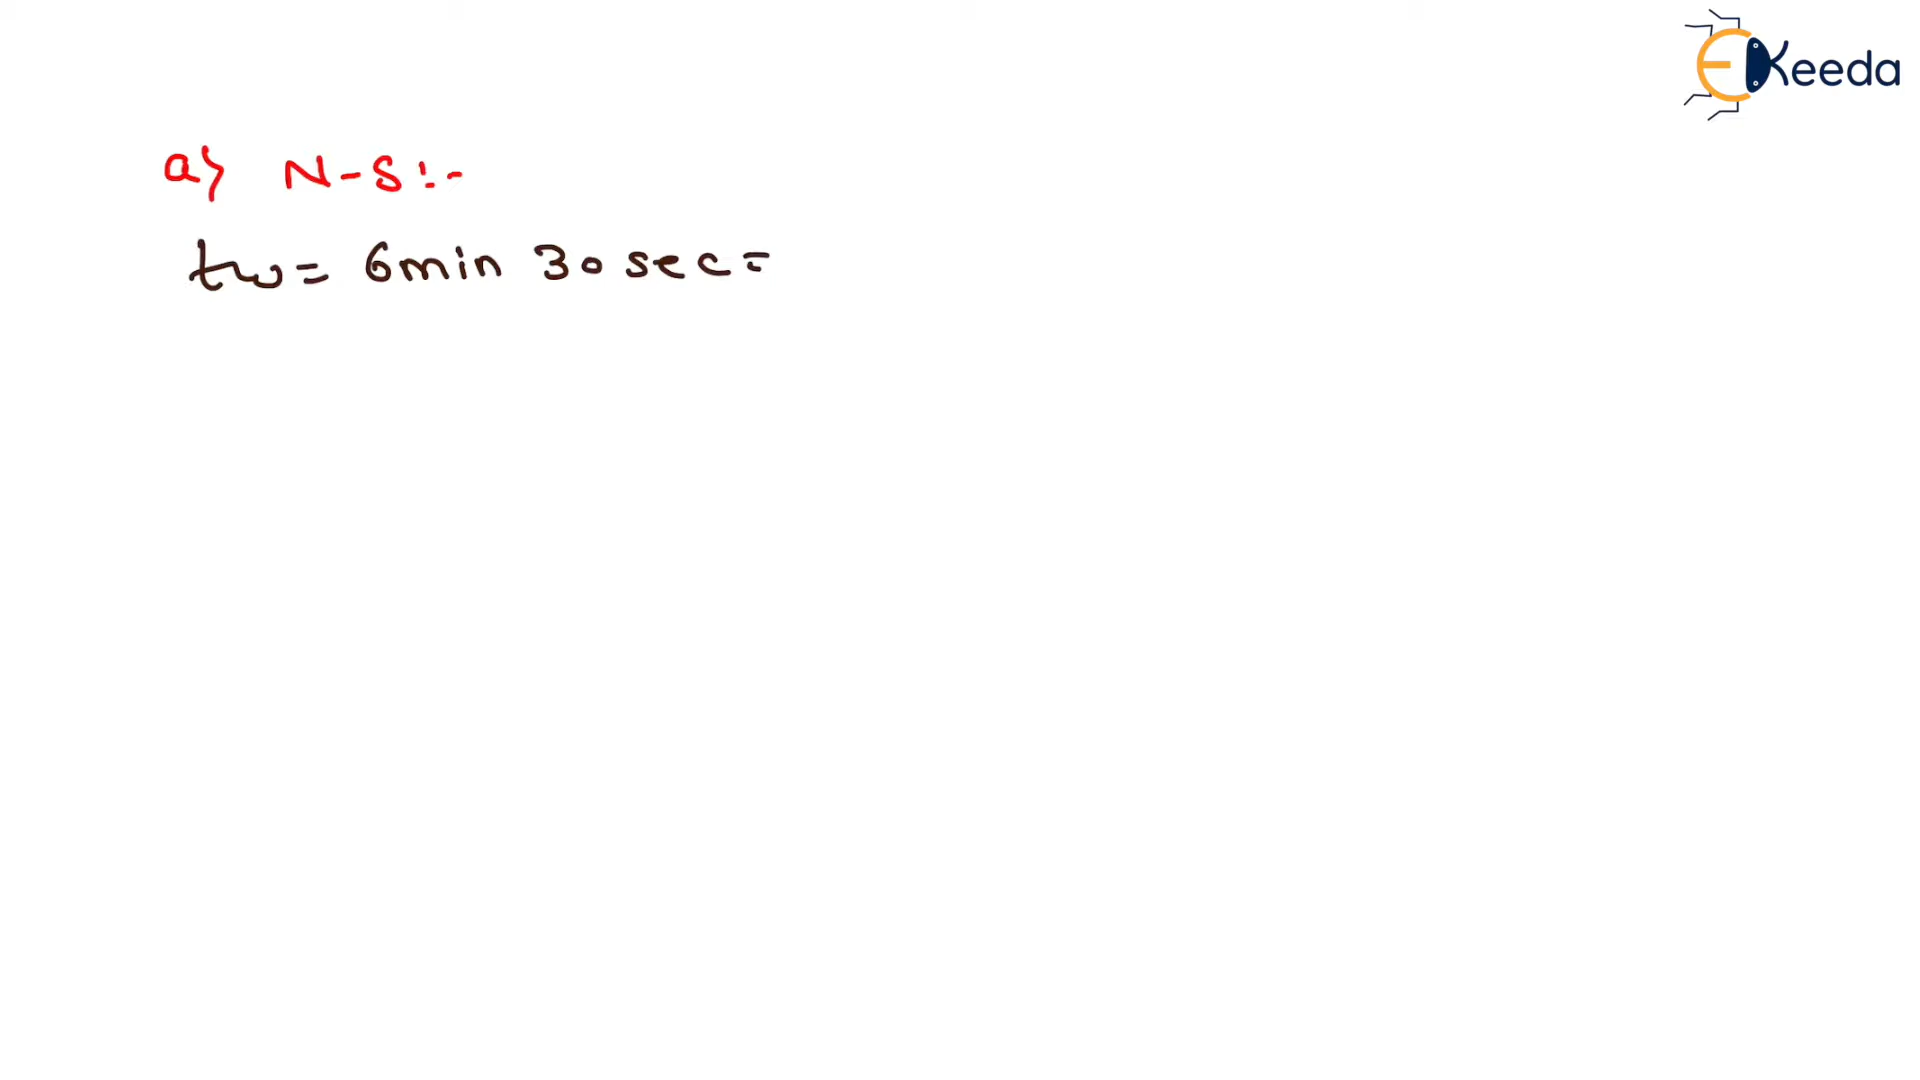 EKeeda
a) N-S:-
tw = 6min 30 sec =